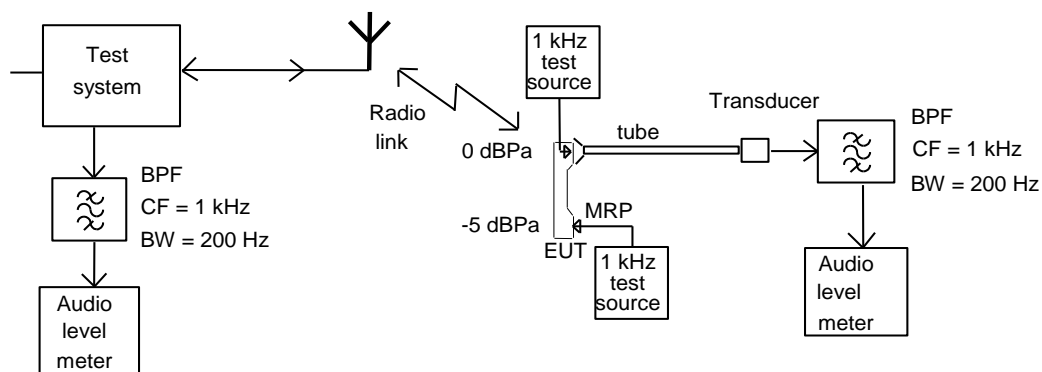 Test
system
Radio
link
1 kHz
test
source
0 dBPa
tube
Transducer
BPF
CF = 1 kHz
BW = 200 Hz
BPF
CF = 1 kHz
BW = 200 Hz
-5 dBPa
MRP
EUT
1 kHz
test
source
Audio
level
meter
Audio
level
meter